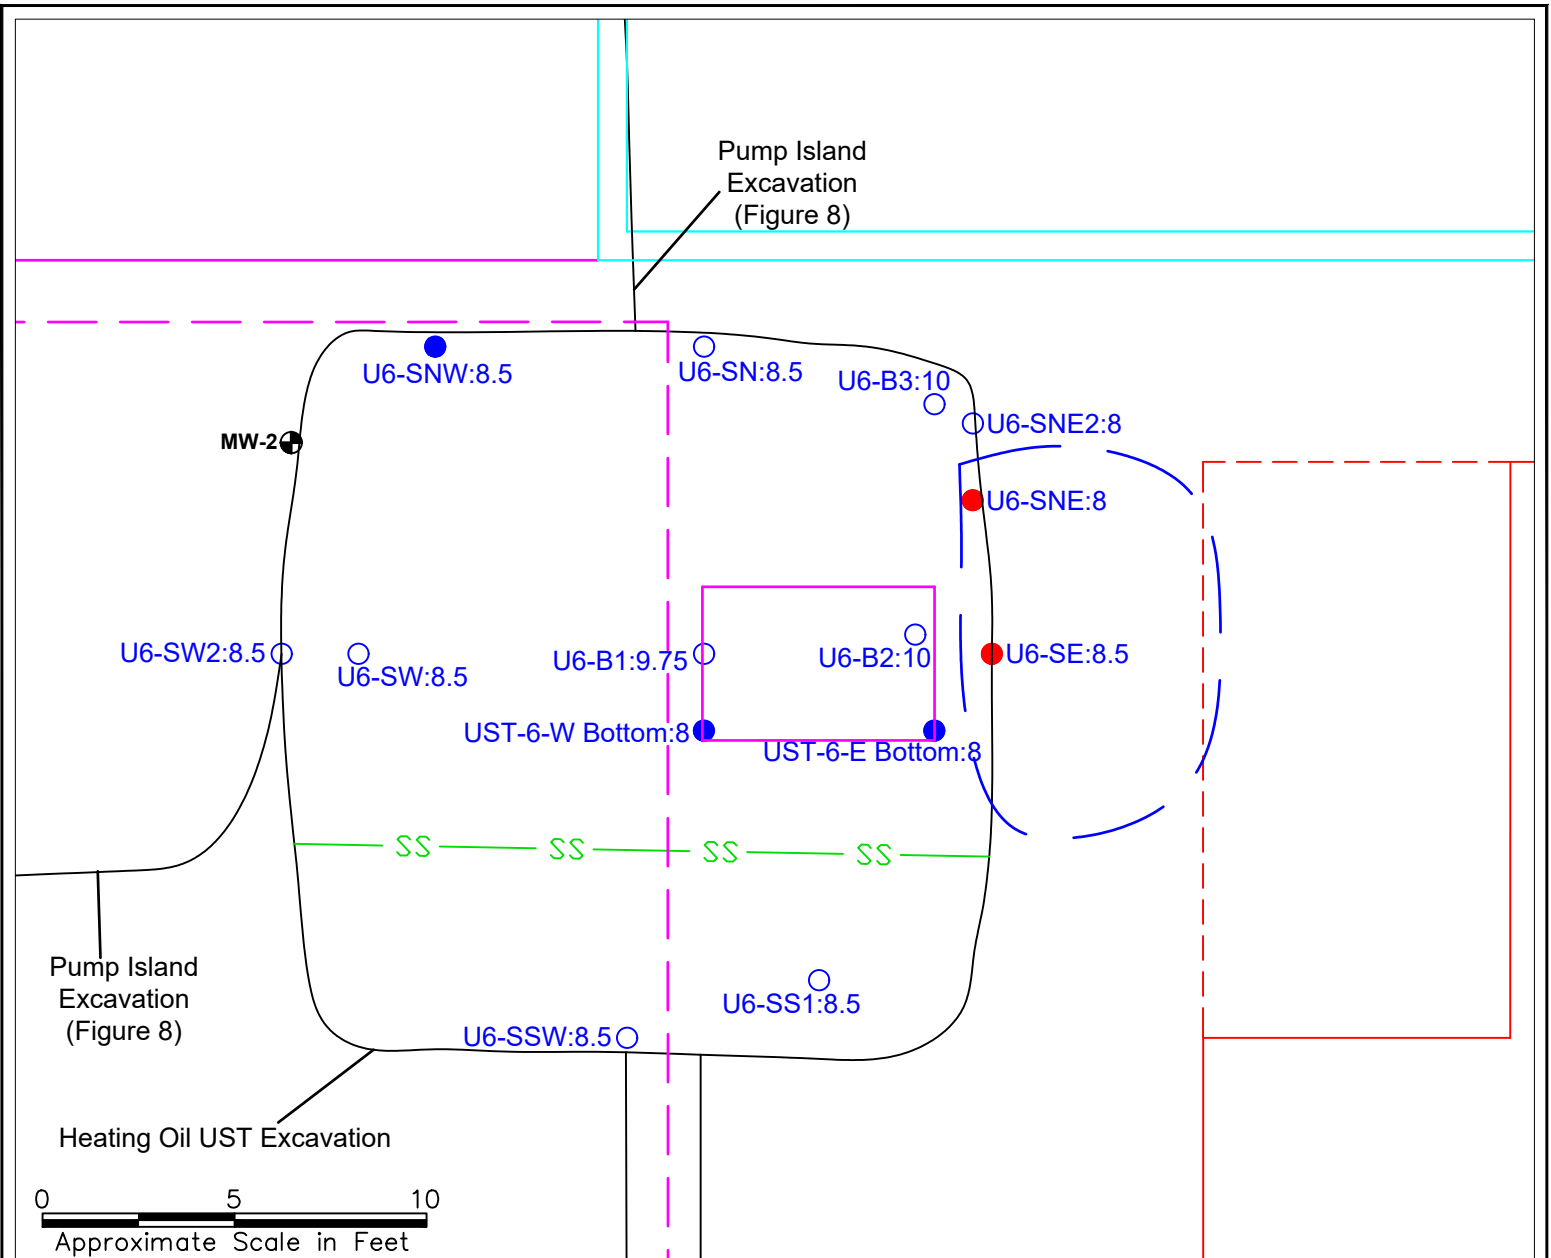 Pump Island
Excavation
(Figure 8)
U6-SNW:8.5
U6-SN:8.5
U6-B3:10
U6-SNE2:8
MW-2
U6-SNE:8
U6-SW2:8.5
U6-SW:8.5
U6-B1:9.75
U6-B2:10
U6-SE:8.5
UST-6-W Bottom:8
UST-6-E Bottom:8
SS SS SS SS
Pump Island
Excavation
(Figure 8)
U6-SS1:8.5
U6-SSW:8.5
Heating Oil UST Excavation
0 5 10
Approximate Scale in Feet